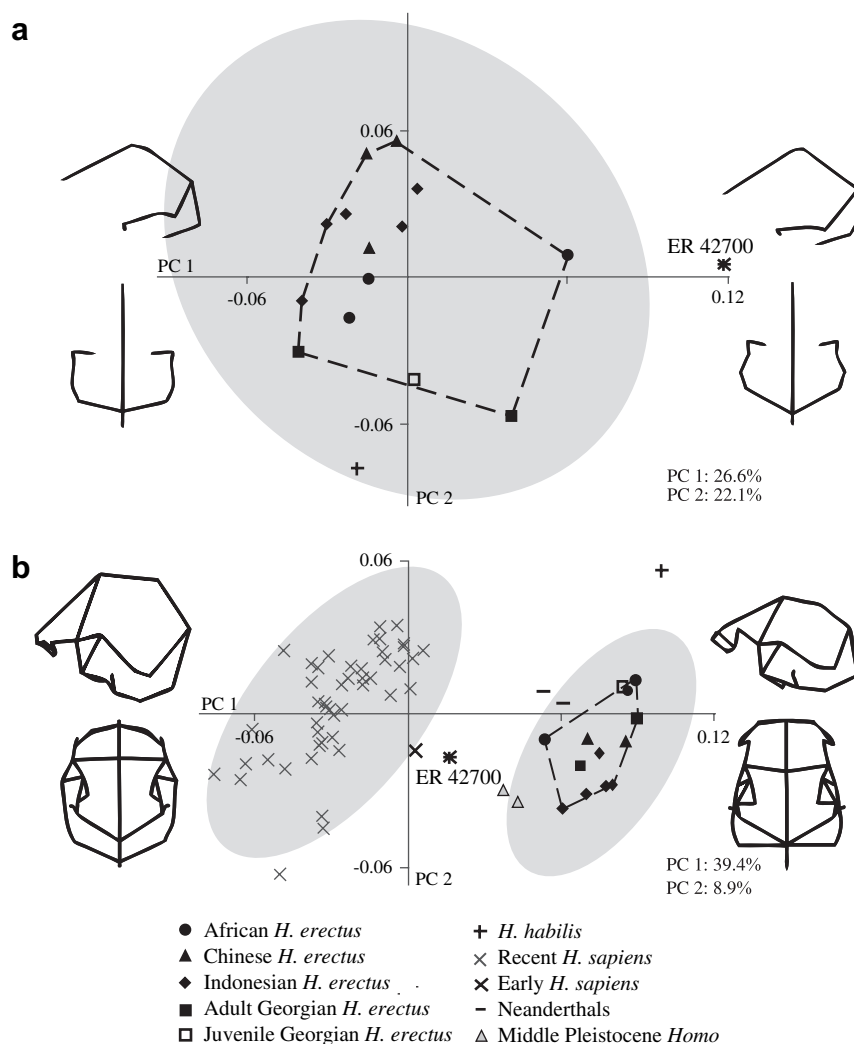 a
0.06
ER 42700
PC 1
-0.06
0.12
-0.06
PC 1: 26.6%
PC 2
PC 2: 22.1%
b
0.06
PC 1
-0.06
0.12
ER 42700
-0.06
PC 2
PC 1: 39.4%
PC 2: 8.9%
African H. erectus
Chinese H. erectus
Indonesian H. erectus
Adult Georgian H. erectus
Juvenile Georgian H. erectus
H. habilis
Recent H. sapiens
Early H. sapiens
Neanderthals
Middle Pleistocene Homo